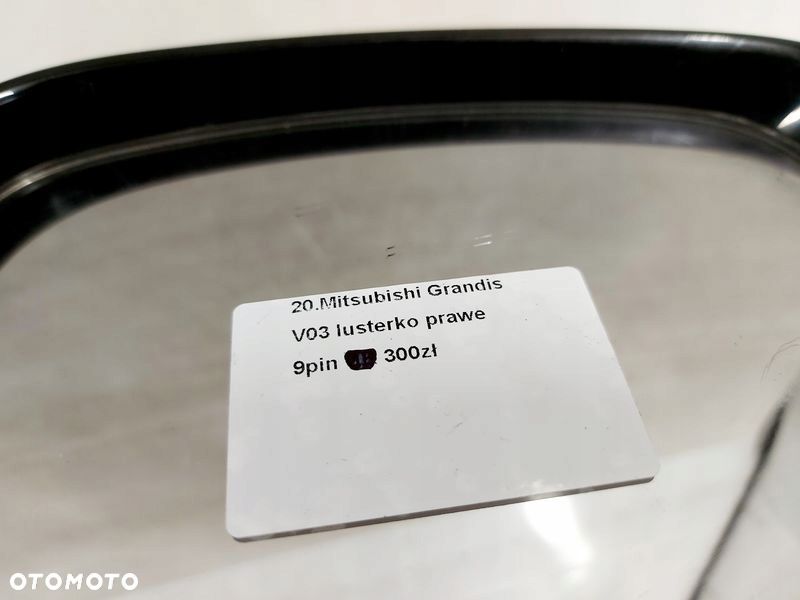 20.Mitsubishi Grandis
V03 lusterko prawe
9pin 300zł
OTOMOTO